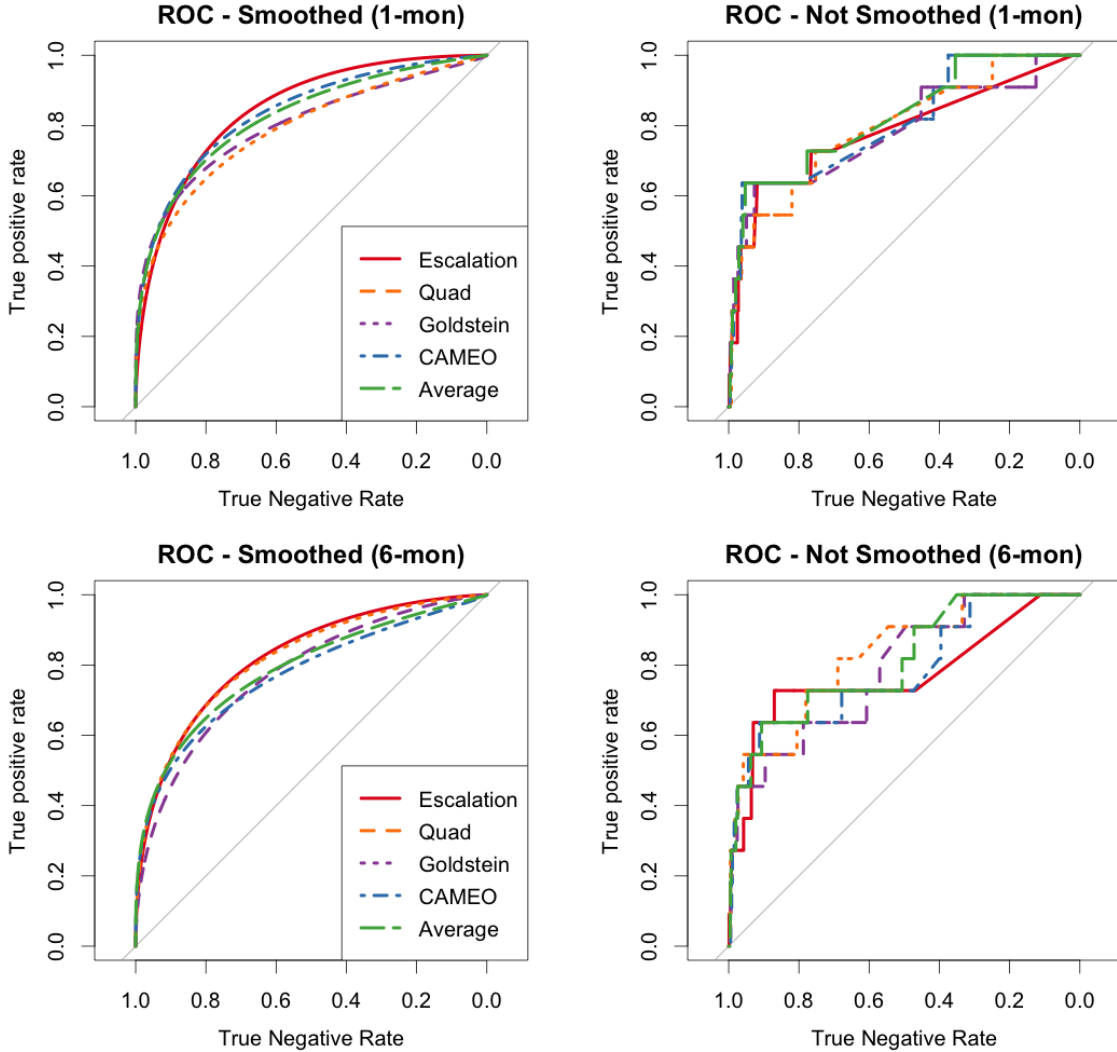 ROC - Smoothed (1-mon)
True positive rate
1.0
0.8
0.6
0.4
0.2
0.0
Escalation
Quad
Goldstein
CAMEO
Average
1.0 0.8 0.6 0.4 0.2 0.0
True Negative Rate
ROC - Not Smoothed (1-mon)
True positive rate
1.0
0.8
0.6
0.4
0.2
0.0
1.0 0.8 0.6 0.4 0.2 0.0
True Negative Rate
ROC - Smoothed (6-mon)
True positive rate
1.0
0.8
0.6
0.4
0.2
0.0
Escalation
Quad
Goldstein
CAMEO
Average
1.0 0.8 0.6 0.4 0.2 0.0
True Negative Rate
ROC - Not Smoothed (6-mon)
True positive rate
1.0
0.8
0.6
0.4
0.2
0.0
1.0 0.8 0.6 0.4 0.2 0.0
True Negative Rate